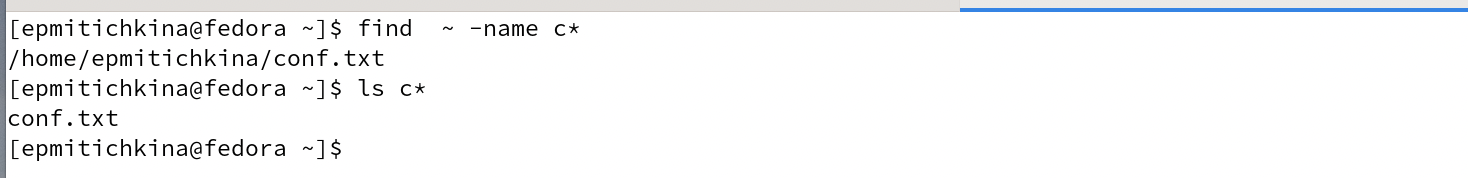 [epmitichkina@fedora ~]$ find  ~ -name c*
/home/epmitichkina/conf.txt
[epmitichkina@fedora ~]$ ls c*
conf.txt
[epmitichkina@fedora ~]$